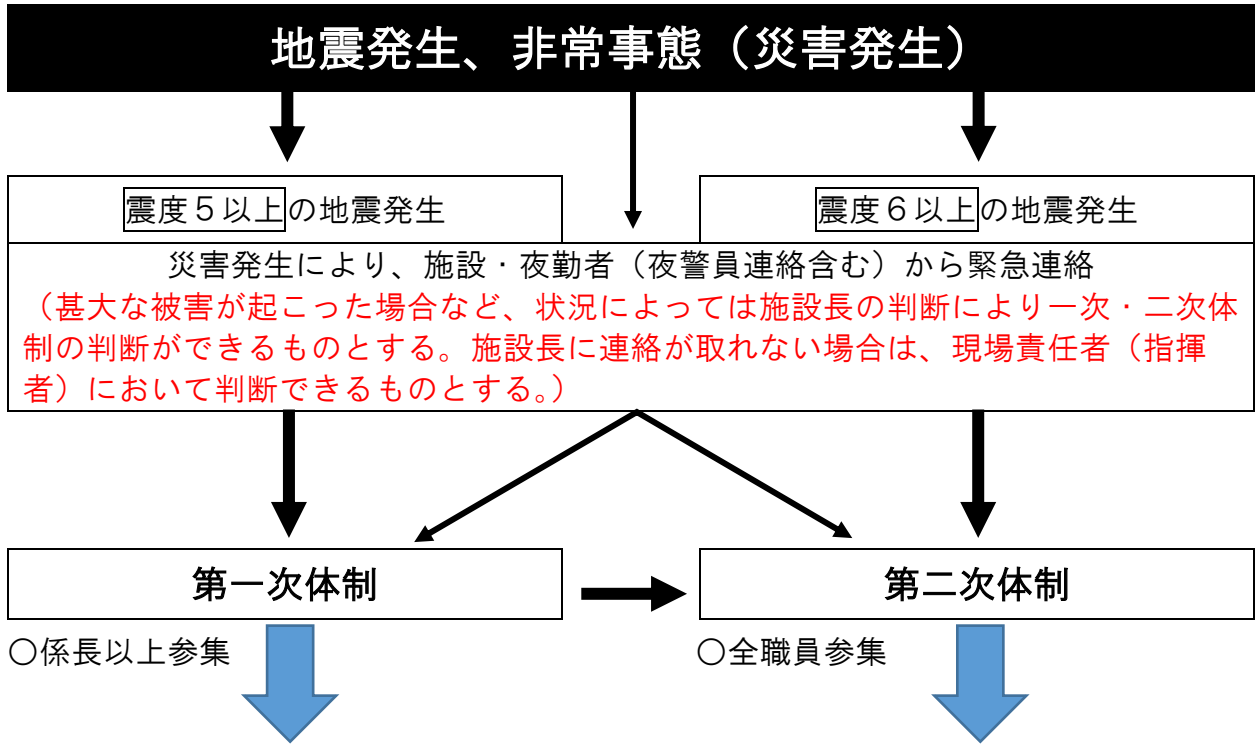 地震発生、非常事態（災害発生）
震度５以上の地震発生
震度６以上の地震発生
災害発生により、施設・夜勤者（夜警員連絡含む）から緊急連絡
（甚大な被害が起こった場合など、状況によっては施設長の判断により一次・二次体
制の判断ができるものとする。施設長に連絡が取れない場合は、現場責任者（指揮
者）において判断できるものとする。）
第一次体制
第二次体制
○係長以上参集
○全職員参集